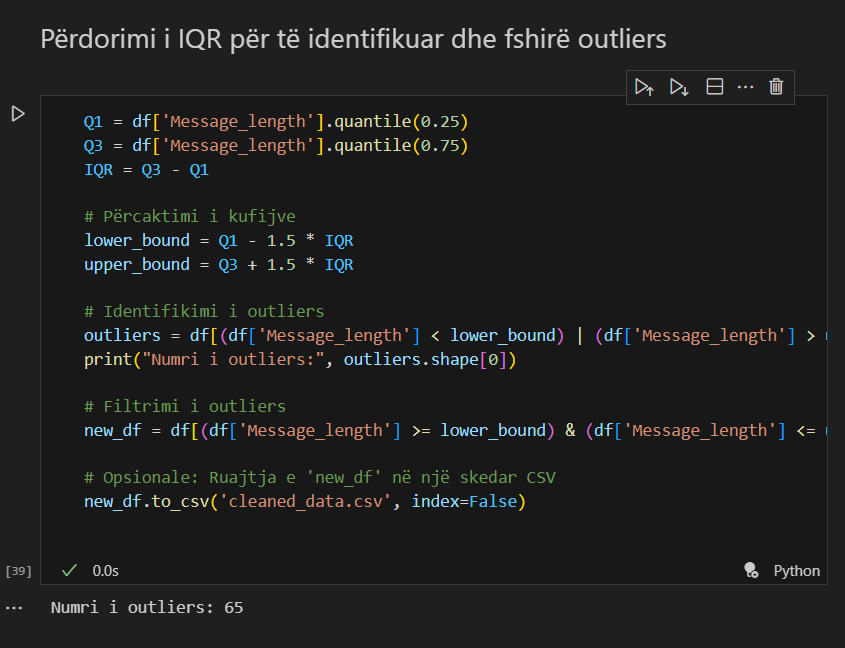 Përdorimi i IQR për të identifikuar dhe fshirë outliers
Q1 = df['Message_length'].quantile(0.25)
Q3 = df['Message_length'].quantile(0.75)
IQR = Q3 - Q1
# Përcaktimi i kufijve
lower_bound = Q1 - 1.5 * IQR
upper_bound = Q3 + 1.5 * IQR
# Identifikimi i outliers
outliers = df[(df['Message_length'] < lower_bound) | (df['Message_length'] >
print("Numri i outliers:", outliers.shape[0])
# Filtrimi i outliers
new_df = df[(df['Message_length'] >= lower_bound) & (df['Message_length'] <=
# Opsionale: Ruajtja e 'new_df' në një skedar CSV
new_df.to_csv('cleaned_data.csv', index=False)
[39] 0.0s Python
Numri i outliers: 65